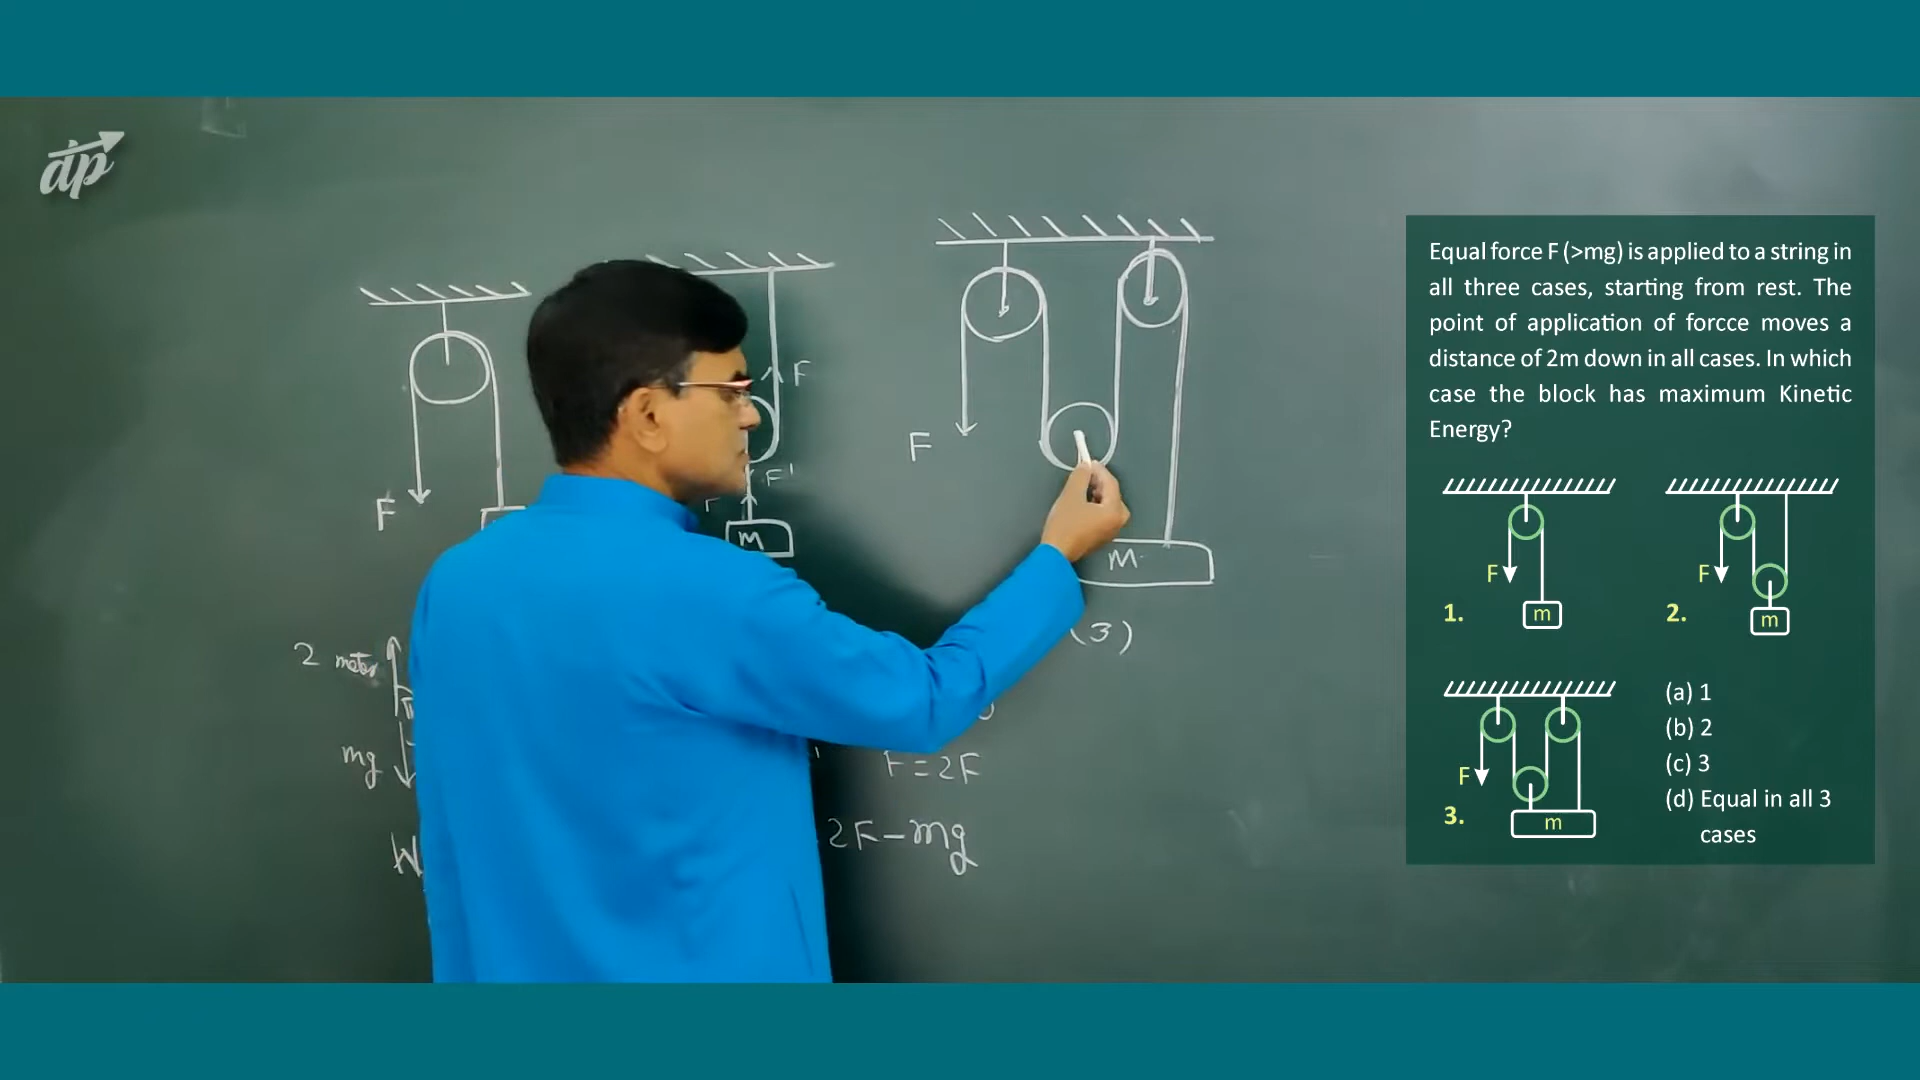 dp
F
F
F'
m
F
M
(3)
2 meter
mg
F = 2F
2F - mg
Equal force F (>mg) is applied to a string in
all three cases, starting from rest. The
point of application of forcce moves a
distance of 2m down in all cases. In which
case the block has maximum Kinetic
Energy?
F
1.
m
F
2.
m
F
3.
m
(a) 1
(b) 2
(c) 3
(d) Equal in all 3
cases